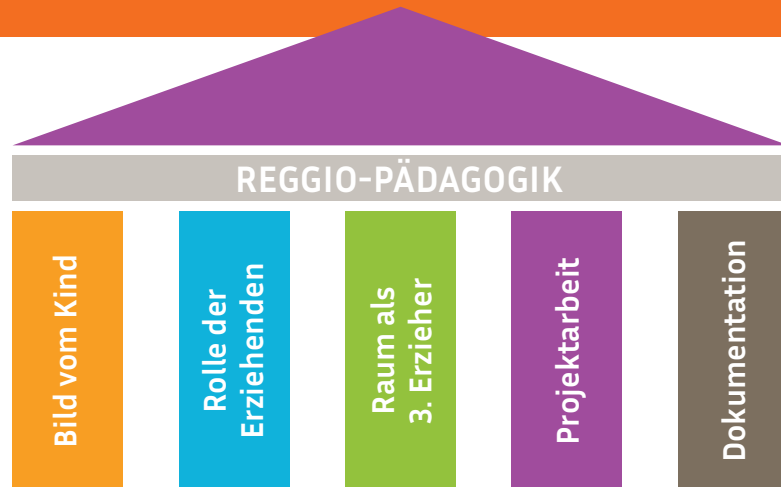 REGGIO-PÄDAGOGIK
Bild vom Kind
Rolle der
Erziehenden
Raum als
3. Erzieher
Projektarbeit
Dokumentation